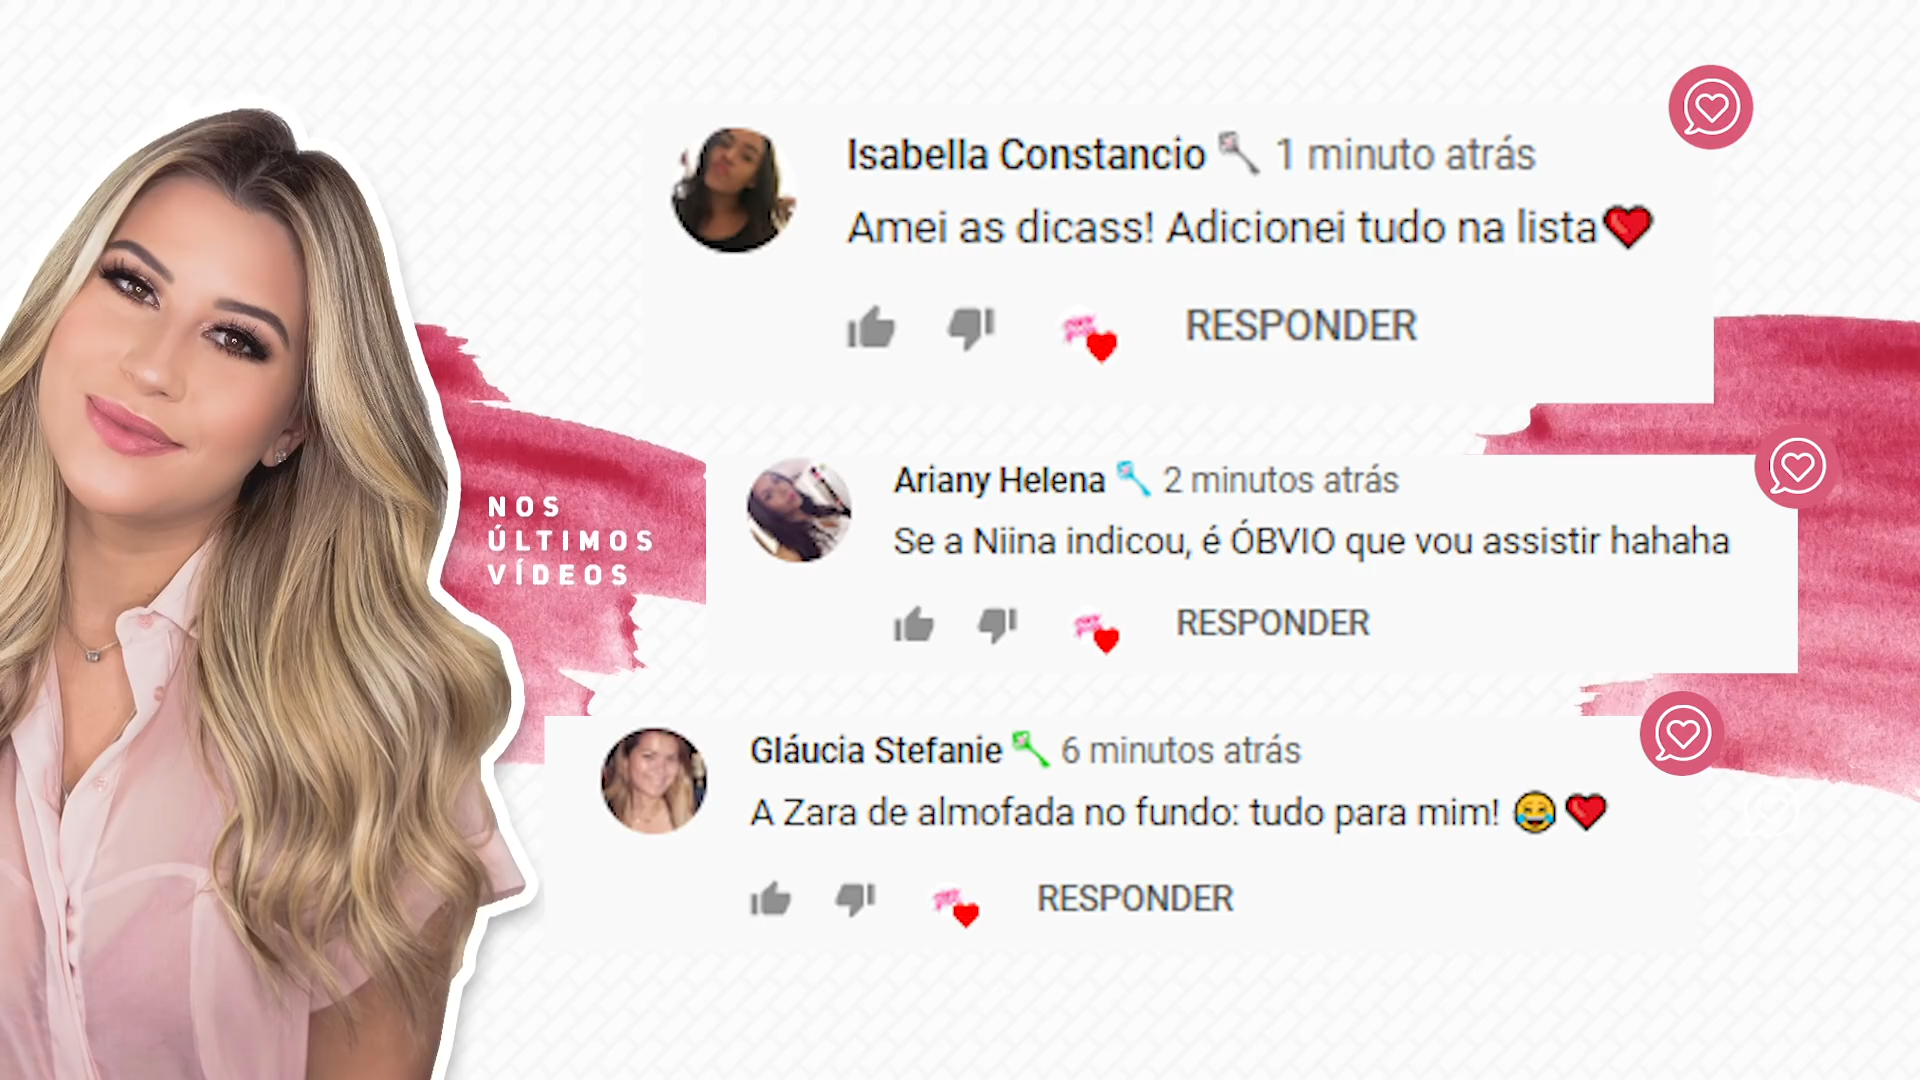 NOS
ÚLTIMOS
VÍDEOS
Isabella Constancio 1 minuto atrás
Amei as dicass! Adicionei tudo na lista❤️
RESPONDER
Ariany Helena 2 minutos atrás
Se a Niina indicou, é ÓBVIO que vou assistir hahaha
RESPONDER
Gláucia Stefanie 6 minutos atrás
A Zara de almofada no fundo: tudo para mim! 😂❤️
RESPONDER